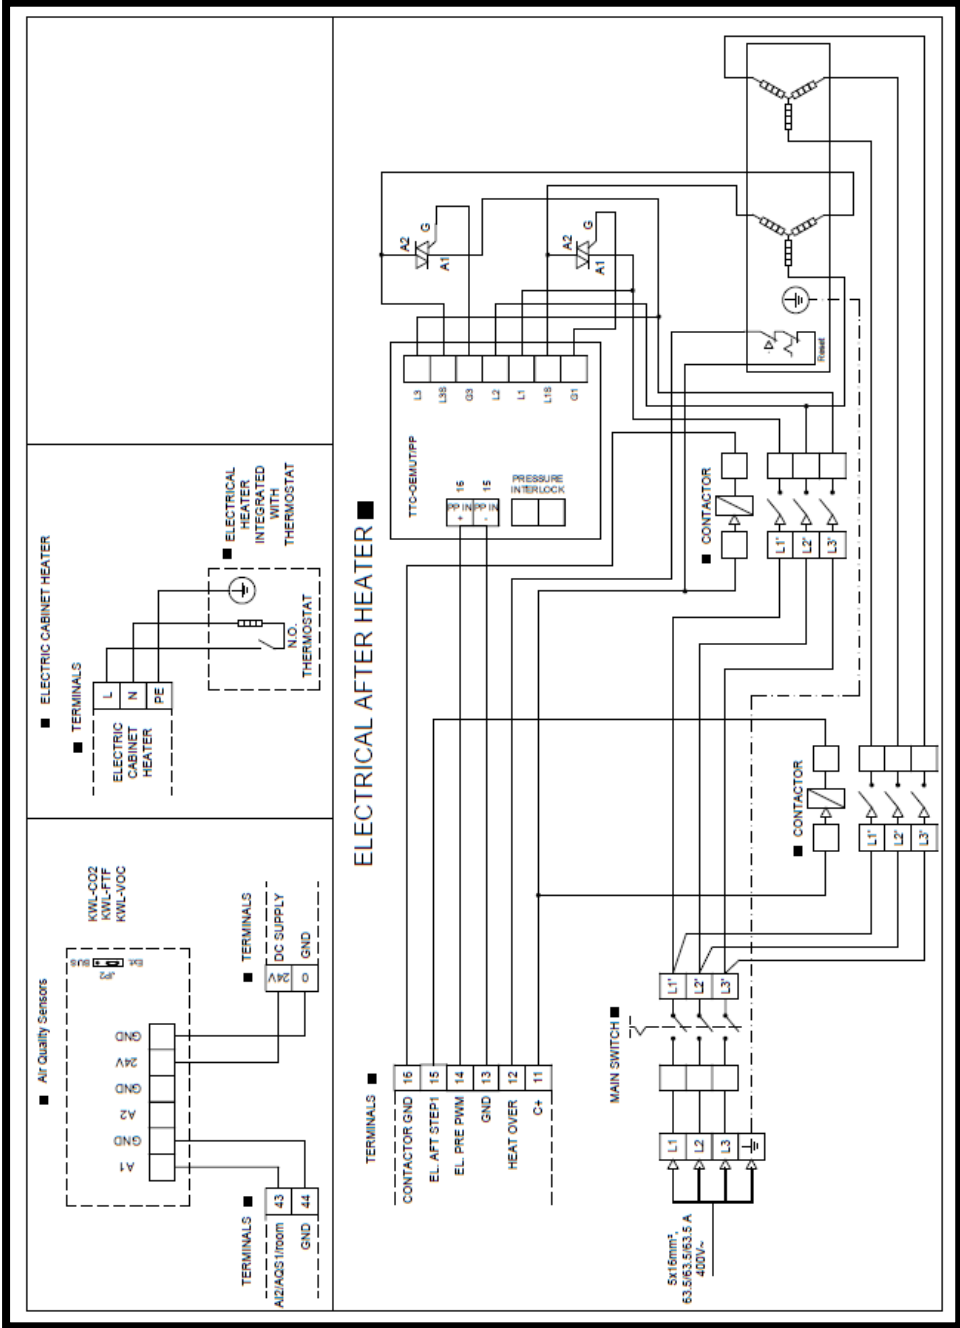 Air Quality Sensors
KWL-CO2
KWL-FTF
KWL-VOC
BUS
Ext.
JP2
A1
GND
A2
GND
24V
GND
TERMINALS
AI2/AQS1/room
43
GND
44
TERMINALS
24V
DC SUPPLY
0
GND
ELECTRIC CABINET HEATER
TERMINALS
ELECTRIC
CABINET
HEATER
L
N
PE
ELECTRICAL
HEATER
INTEGRATED
WITH
THERMOSTAT
N.O.
THERMOSTAT
ELECTRICAL AFTER HEATER
TERMINALS
CONTACTOR GND
16
EL. AFT STEP1
15
EL. PRE PWM
14
GND
13
HEAT OVER
12
C+
11
TTC-OEMUT/PP
PP IN
+
16
PP IN
-
15
PRESSURE
INTERLOCK
L3
L3S
G3
L2
L1
L1S
G1
A2
G
A1
A2
G
A1
Reset
CONTACTOR
L1'
L2'
L3'
CONTACTOR
L1'
L2'
L3'
MAIN SWITCH
L1'
L2'
L3'
L1
L2
L3
5x16mm²,
63.5/63.5/63.5 A
400V~